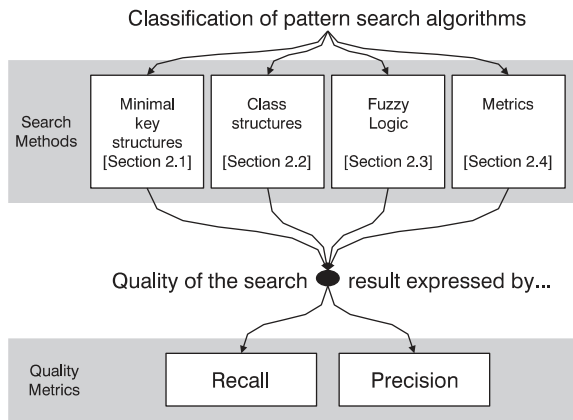 Classification of pattern search algorithms
Search
Methods
Minimal
key
structures
[Section 2.1]
Class
structures
[Section 2.2]
Fuzzy
Logic
[Section 2.3]
Metrics
[Section 2.4]
Quality of the search result expressed by...
Quality
Metrics
Recall
Precision